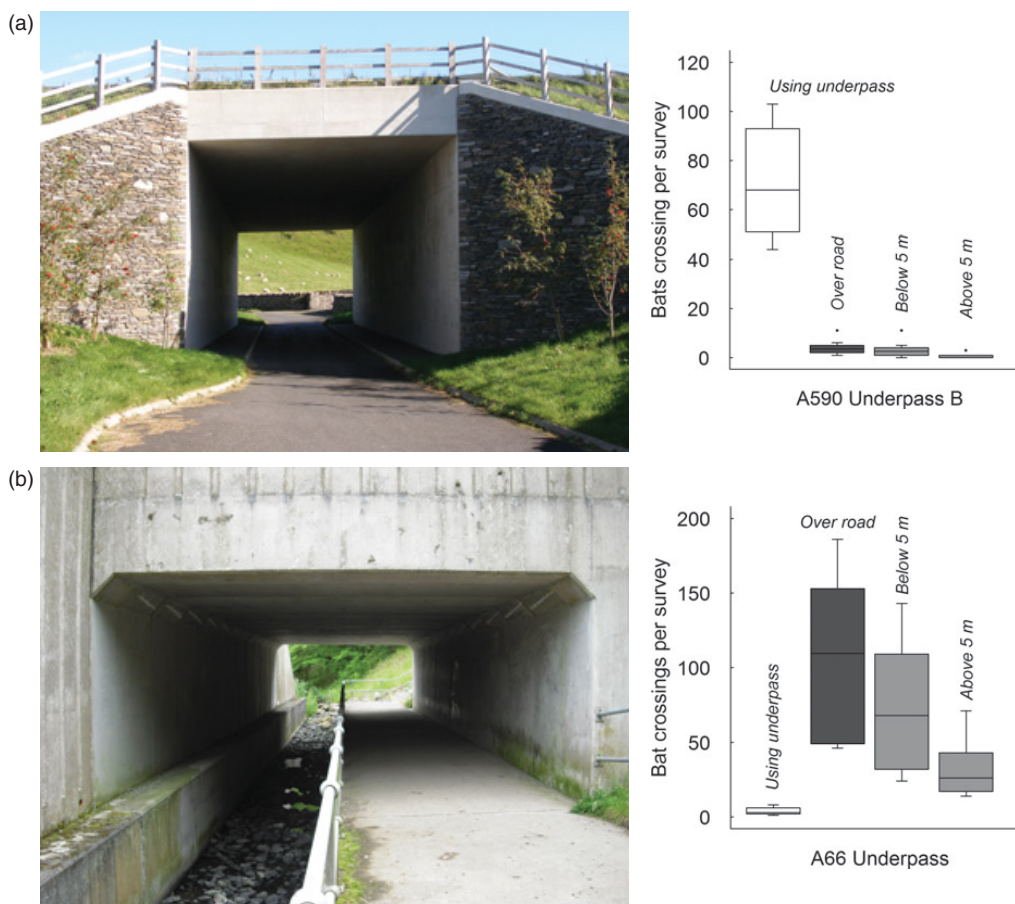 (a)
Bats crossing per survey
120
100
80
60
40
20
0
Using underpass
Over road
Below 5 m
Above 5 m
A590 Underpass B
(b)
Bat crossings per survey
200
150
100
50
0
Using underpass
Over road
Below 5 m
Above 5 m
A66 Underpass